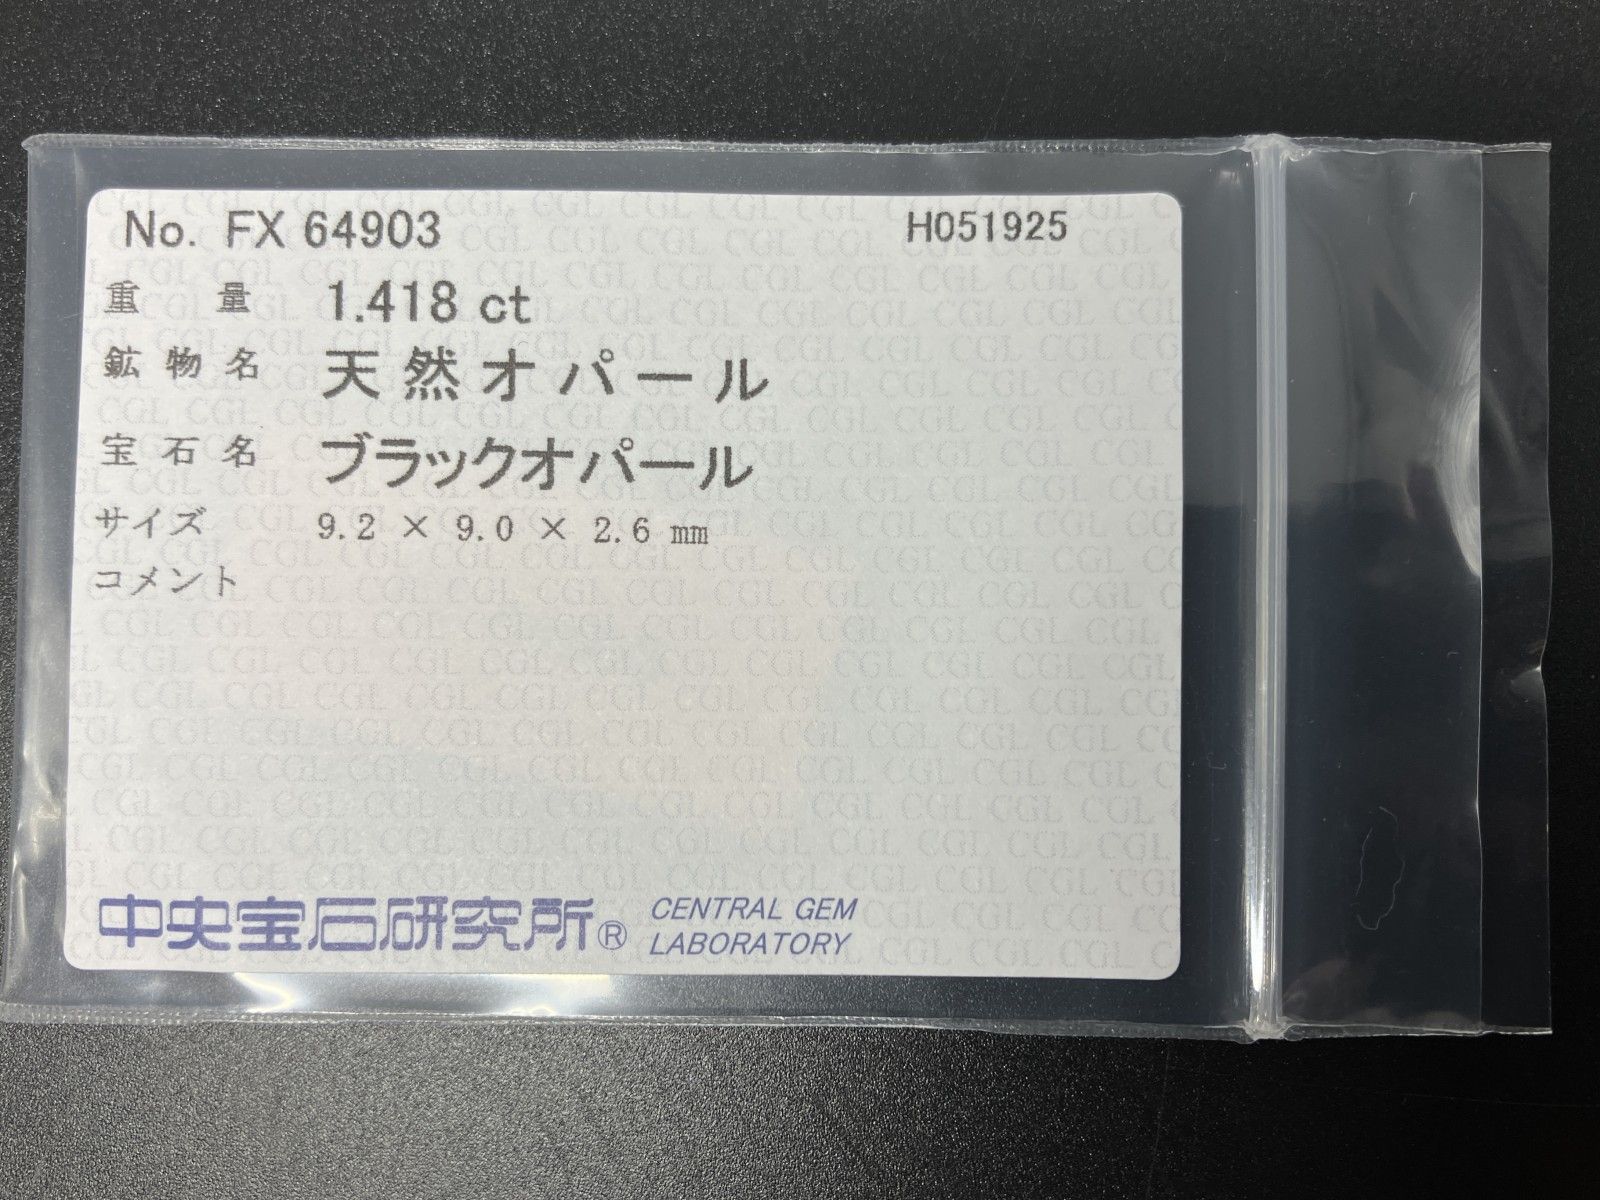 No. FX 64903 H051925
重量 1.418 ct
鉱物名 天然オパール
宝石名 ブラックオパール
サイズ 9.2 × 9.0 × 2.6 mm
コメント
中央宝石研究所® CENTRAL GEM
LABORATORY